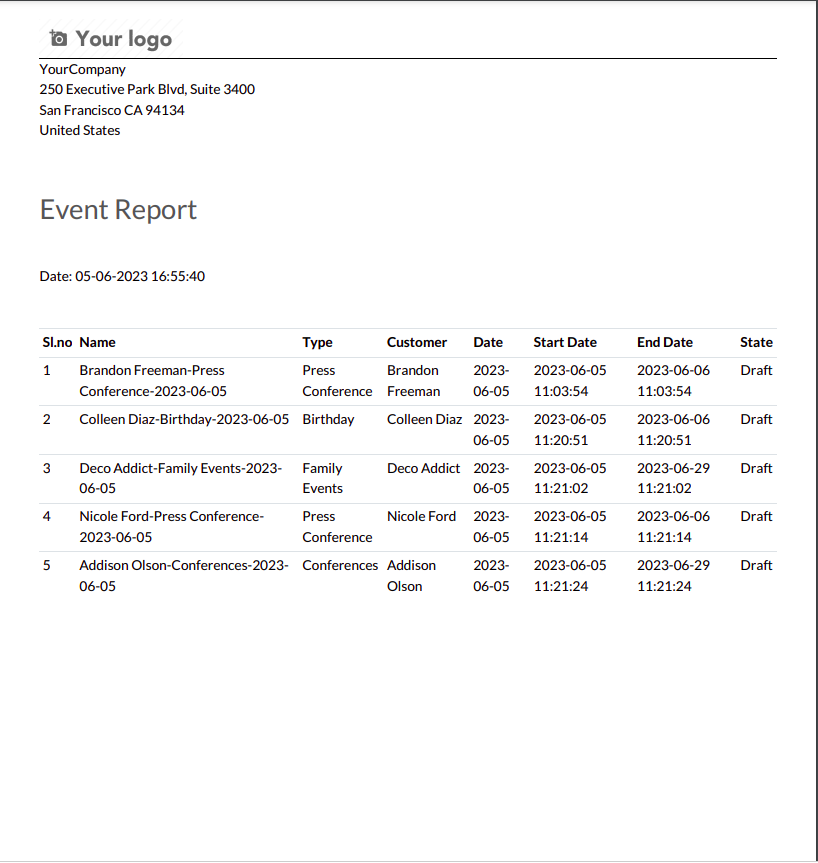 Your logo
YourCompany
250 Executive Park Blvd, Suite 3400
San Francisco CA 94134
United States
Event Report
Date: 05-06-2023 16:55:40
Sl.no Name Type Customer Date Start Date End Date State
1 Brandon Freeman-Press Press Brandon 2023- 2023-06-05 2023-06-06 Draft
Conference-2023-06-05 Conference Freeman 06-05 11:03:54 11:03:54
2 Colleen Diaz-Birthday-2023-06-05 Birthday Colleen Diaz 2023- 2023-06-05 2023-06-06 Draft
06-05 11:20:51 11:20:51
3 Deco Addict-Family Events-2023- Family Deco Addict 2023- 2023-06-05 2023-06-29 Draft
06-05 Events 06-05 11:21:02 11:21:02
4 Nicole Ford-Press Conference- Press Nicole Ford 2023- 2023-06-05 2023-06-06 Draft
2023-06-05 Conference 06-05 11:21:14 11:21:14
5 Addison Olson-Conferences-2023- Conferences Addison 2023- 2023-06-05 2023-06-29 Draft
06-05 Olson 06-05 11:21:24 11:21:24